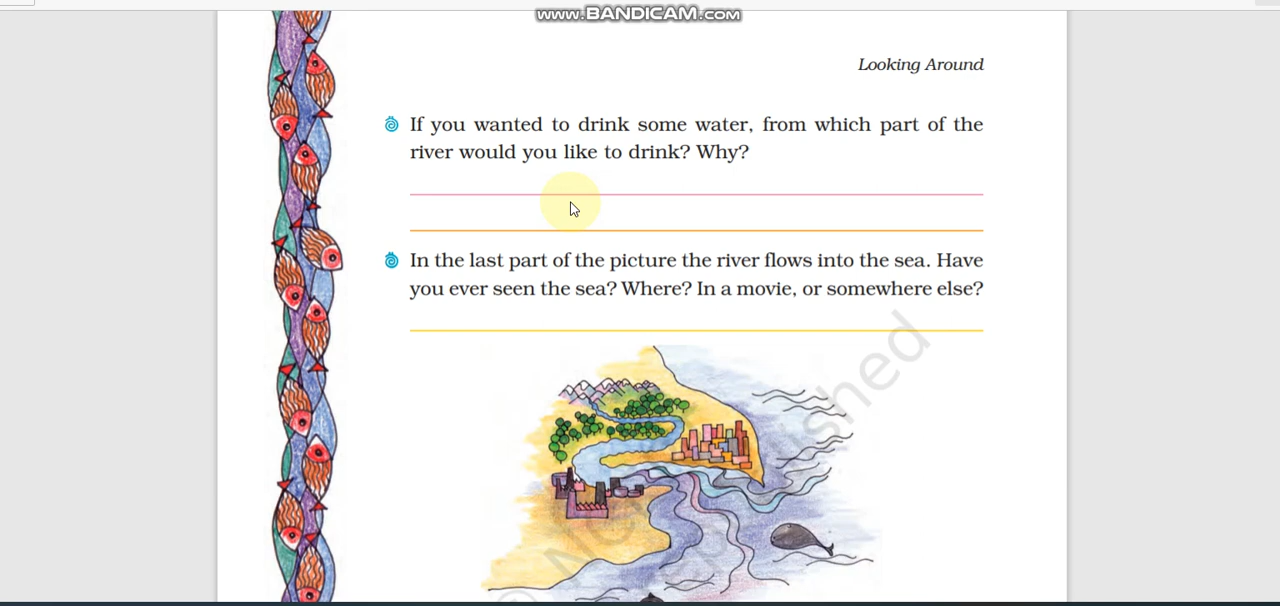 www.BANDICAM.com
Looking Around
If you wanted to drink some water, from which part of the
river would you like to drink? Why?
In the last part of the picture the river flows into the sea. Have
you ever seen the sea? Where? In a movie, or somewhere else?